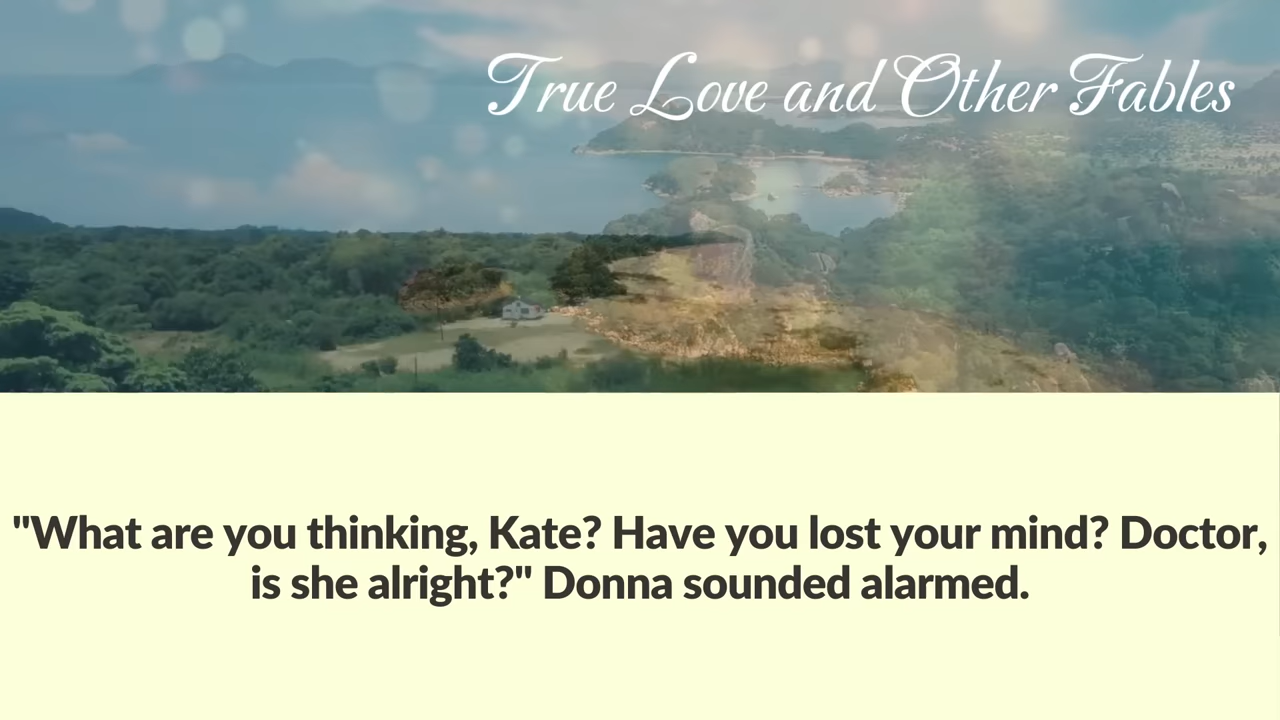 True Love and Other Fables
"What are you thinking, Kate? Have you lost your mind? Doctor,
is she alright?" Donna sounded alarmed.